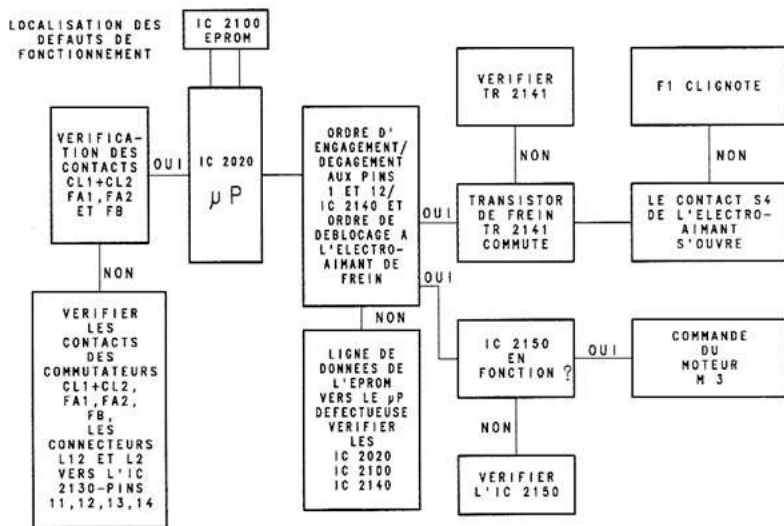 LOCALISATION DES
DEFAUTS DE
FONCTIONNEMENT
IC 2100
EPROM
VERIFICA-
TION DES
CONTACTS
CL1+CL2
FA1, FA2
ET FB
OUI
IC 2020
µP
ORDRE D'
ENGAGEMENT/
DEGAGEMENT
AUX PINS
1 ET 12/
IC 2140 ET
ORDRE DE
DEBLOCAGE A
L'ELECTRO-
AIMANT DE
FREIN
OUI
VERIFIER
TR 2141
NON
TRANSISTOR
DE FREIN
TR 2141
COMMUTE
F1 CLIGNOTE
NON
LE CONTACT S4
DE L'ELECTRO-
AIMANT
S'OUVRE
NON
VERIFIER
LES
CONTACTS
DES
COMMUTATEURS
CL1+CL2,
FA1, FA2,
FB,
LES
CONNECTEURS
L12 ET L2
VERS L'IC
2130-PINS
11,12,13,14
NON
LIGNE DE
DONNEES DE
L'EPROM
VERS LE µP
DEFECTUEUSE
VERIFIER
LES
IC 2020
IC 2100
IC 2140
OUI
IC 2150
EN
FONCTION ?
OUI
COMMANDE
DU
MOTEUR
M 3
NON
VERIFIER
L'IC 2150